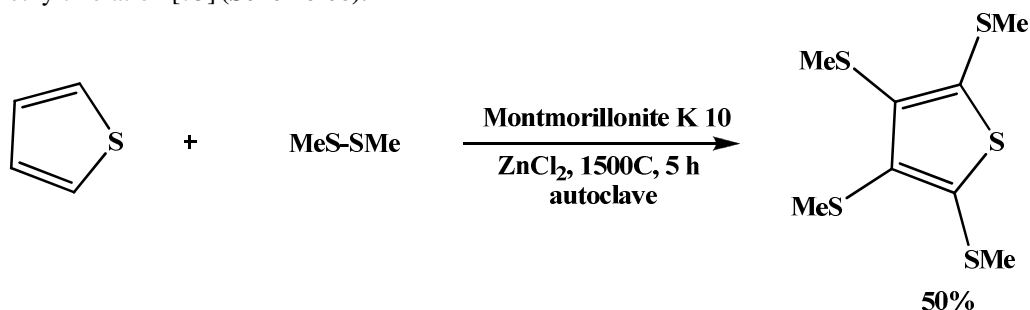 SMe
MeS
S
S
+
MeS-SMe
Montmorillonite K 10
ZnCl2, 1500C, 5 h
autoclave
MeS
SMe
50%